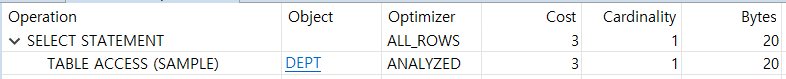 Operation Object Optimizer Cost Cardinality Bytes
SELECT STATEMENT ALL_ROWS 3 1 20
TABLE ACCESS (SAMPLE) DEPT ANALYZED 3 1 20